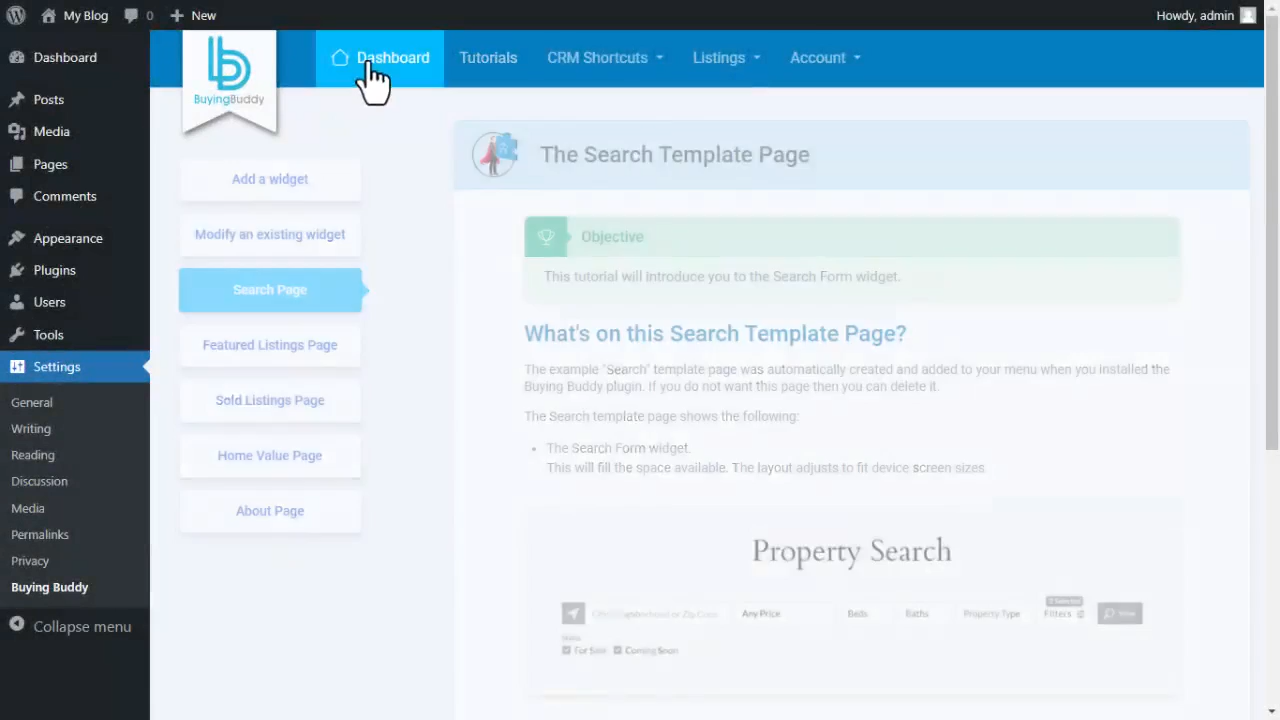 My Blog
0
New
Howdy, admin
Dashboard
Posts
Media
Pages
Comments
Appearance
Plugins
Users
Tools
Settings
General
Writing
Reading
Discussion
Media
Permalinks
Privacy
Buying Buddy
Collapse menu
BuyingBuddy
Dashboard
Tutorials
CRM Shortcuts
Listings
Account
Add a widget
Modify an existing widget
Search Page
Featured Listings Page
Sold Listings Page
Home Value Page
About Page
The Search Template Page
Objective
This tutorial will introduce you to the Search Form widget.
What's on this Search Template Page?
The example "Search" template page was automatically created and added to your menu when you installed the
Buying Buddy plugin. If you do not want this page then you can delete it.
The Search template page shows the following:
The Search Form widget.
This will fill the space available. The layout adjusts to fit device screen sizes.
Property Search
or Zip Code
Any Price
Beds
Baths
Property Type
2 Selected
Filters
For Sale
Coming Soon